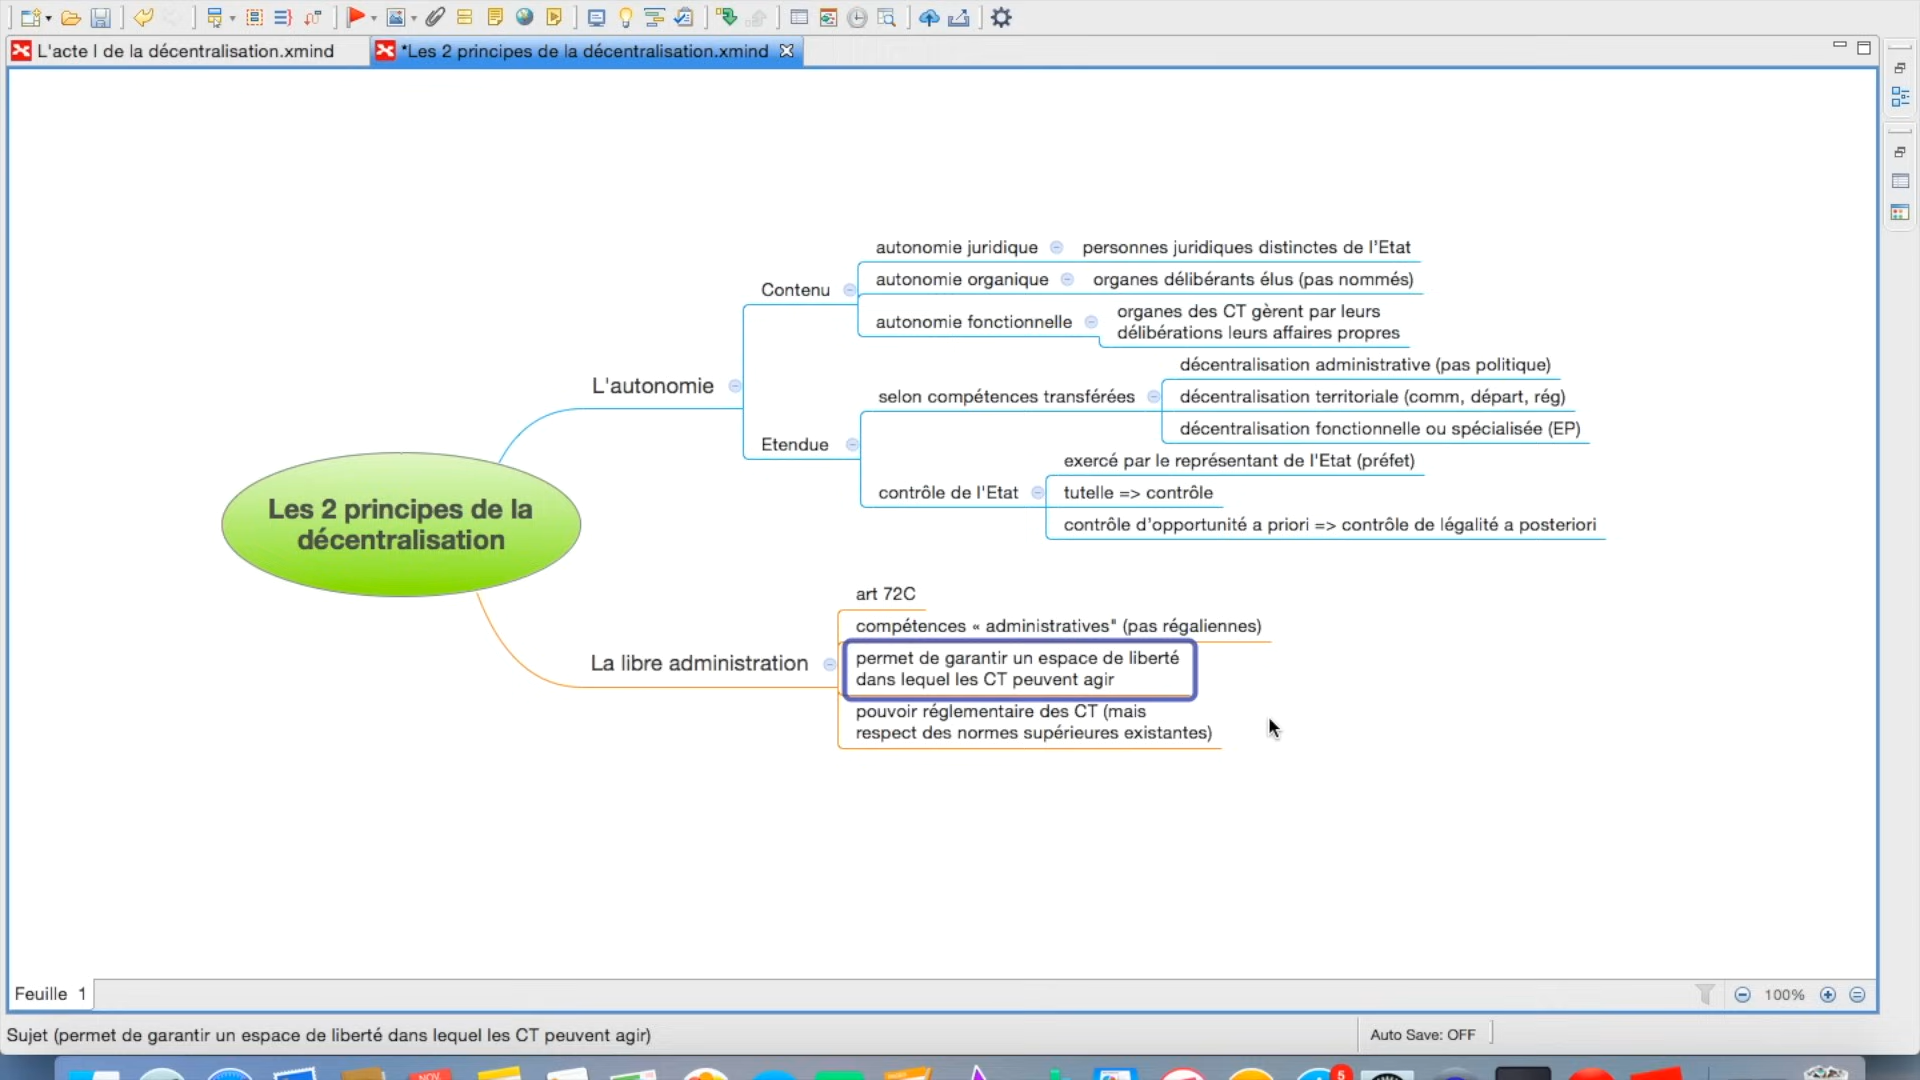 L'acte I de la décentralisation.xmind
*Les 2 principes de la décentralisation.xmind
autonomie juridique
personnes juridiques distinctes de l'Etat
Contenu
autonomie organique
organes délibérants élus (pas nommés)
autonomie fonctionnelle
organes des CT gèrent par leurs
délibérations leurs affaires propres
L'autonomie
décentralisation administrative (pas politique)
selon compétences transférées
décentralisation territoriale (comm, départ, rég)
décentralisation fonctionnelle ou spécialisée (EP)
Etendue
exercé par le représentant de l'Etat (préfet)
contrôle de l'Etat
tutelle => contrôle
contrôle d'opportunité a priori => contrôle de légalité a posteriori
Les 2 principes de la
décentralisation
art 72C
compétences « administratives" (pas régaliennes)
La libre administration
permet de garantir un espace de liberté
dans lequel les CT peuvent agir
pouvoir réglementaire des CT (mais
respect des normes supérieures existantes)
Feuille 1
100%
Sujet (permet de garantir un espace de liberté dans lequel les CT peuvent agir)
Auto Save: OFF
NOV
5